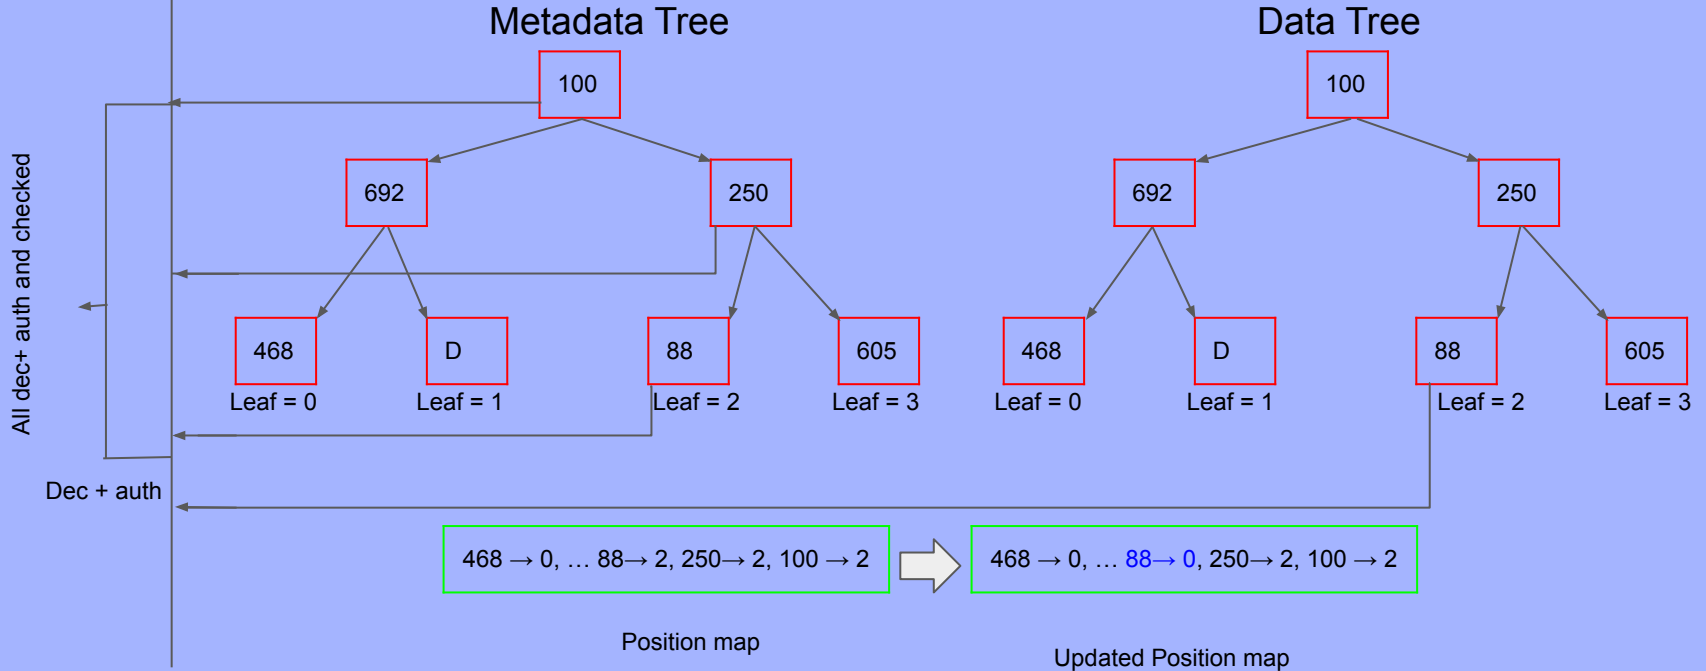 Metadata Tree
Data Tree
100
100
692
250
692
250
All dec+ auth and checked
468
D
88
605
468
D
88
605
Leaf = 0
Leaf = 1
Leaf = 2
Leaf = 3
Leaf = 0
Leaf = 1
Leaf = 2
Leaf = 3
Dec + auth
468 → 0, … 88→ 2, 250→ 2, 100 → 2
468 → 0, … 88→ 0, 250→ 2, 100 → 2
Position map
Updated Position map